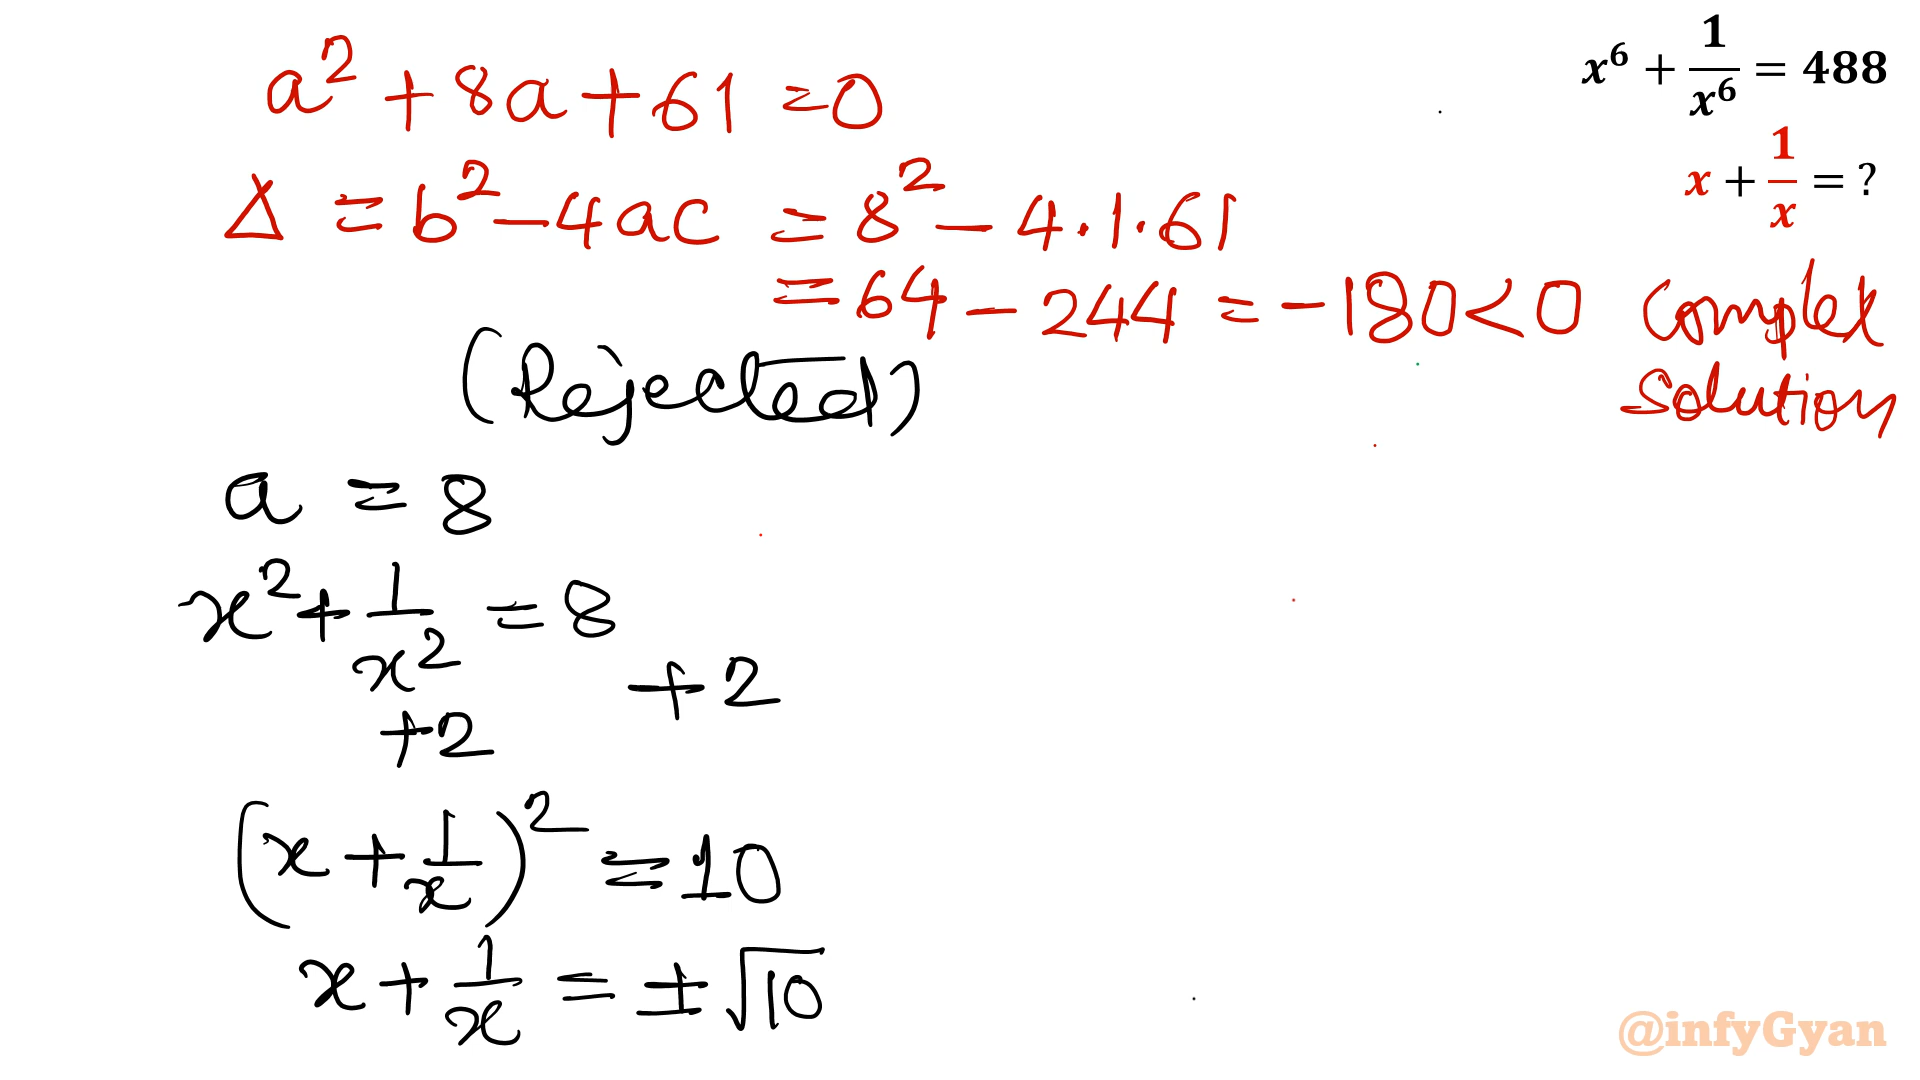 a² + 8a + 61 = 0
Δ = b² - 4ac = 8² - 4·1·61
= 64 - 244 = -180 < 0 complex
solution
(Rejected)
a = 8
x² + 1/x² = 8
+2 +2
(x + 1/x)² = 10
x + 1/x = ± √10
x⁶ + 1/x⁶ = 488
x + 1/x = ?
@infyGyan